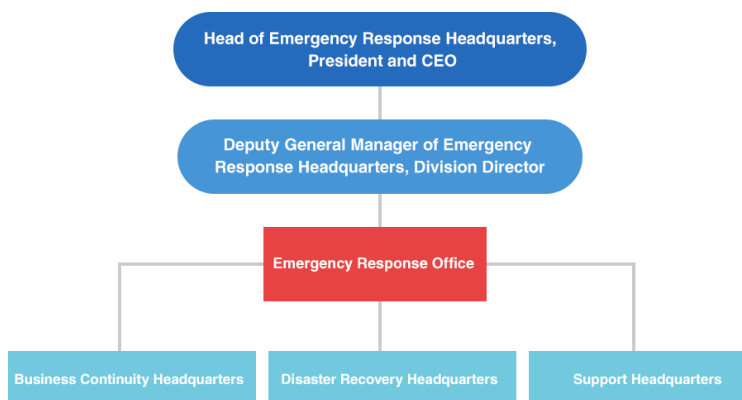 Head of Emergency Response Headquarters,
President and CEO
Deputy General Manager of Emergency
Response Headquarters, Division Director
Emergency Response Office
Business Continuity Headquarters
Disaster Recovery Headquarters
Support Headquarters